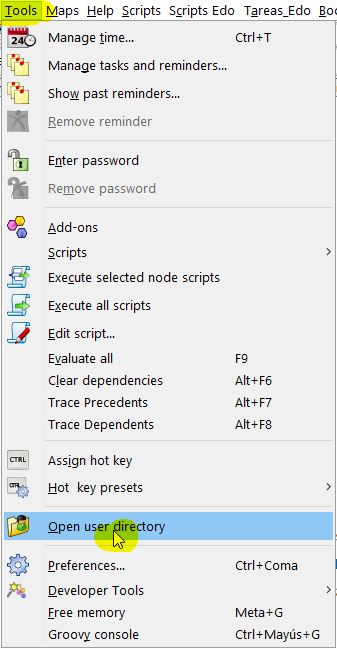 Tools Maps Help Scripts Scripts Edo Tareas_Edo Boo
Manage time... Ctrl+T
Manage tasks and reminders...
Show past reminders...
Remove reminder
Enter password
Remove password
Add-ons
Scripts
Execute selected node scripts
Execute all scripts
Edit script...
Evaluate all F9
Clear dependencies Alt+F6
Trace Precedents Alt+F7
Trace Dependents Alt+F8
CTRL Assign hot key
Hot key presets
Open user directory
Preferences... Ctrl+Coma
Developer Tools
Free memory Meta+G
Groovy console Ctrl+Mayús+G